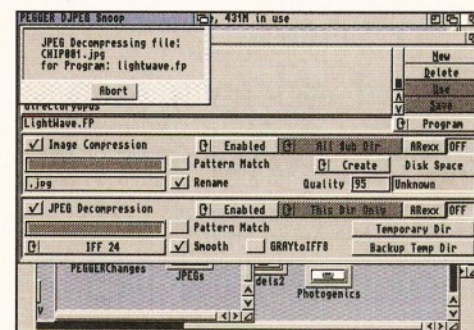 PEGGER DJPEG Snoop
, 431M in use
JPEG Decompressing file:
CHIP001.jpg
for Program: lightwave.fp
Abort
New
Delete
Use
Save
directoryopus
LightWave.FP
Program
Image Compression
Enabled
All Sub Dir
ARexx OFF
Pattern Match
Create
Disk Space
.jpg
Rename
Quality 95
Unknown
JPEG Decompression
Enabled
This Dir Only
ARexx OFF
Pattern Match
Temporary Dir
IFF 24
Smooth
GRAYtoIFF8
Backup Temp Dir
PEGGERChanges
JPEGs
dels2
Photogenics